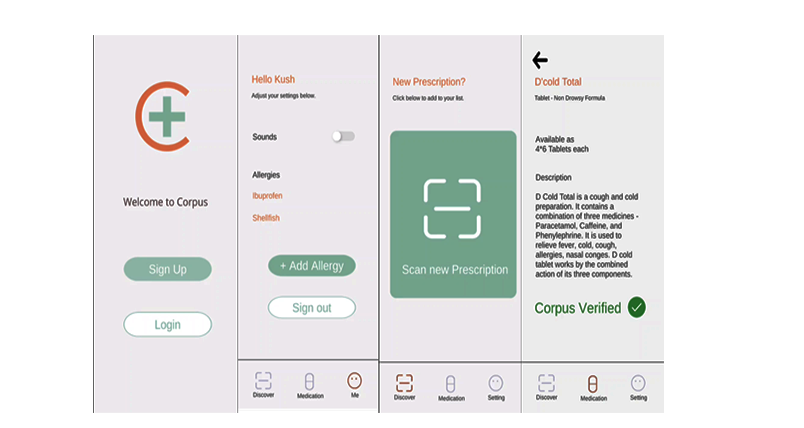 Welcome to Corpus
Sign Up
Login
Hello Kush
Adjust your settings below.
Sounds
Allergies
Ibuprofen
Shellfish
+ Add Allergy
Sign out
Discover
Medication
Me
New Prescription?
Click below to add to your list.
Scan new Prescription
Discover
Medication
Setting
D'cold Total
Tablet - Non Drowsy Formula
Available as
4*6 Tablets each
Description
D Cold Total is a cough and cold
preparation. It contains a
combination of three medicines -
Paracetamol, Caffeine, and
Phenylephrine. It is used to
relieve fever, cold, cough,
allergies, nasal conges. D cold
tablet works by the combined
action of its three components.
Corpus Verified
Discover
Medication
Setting